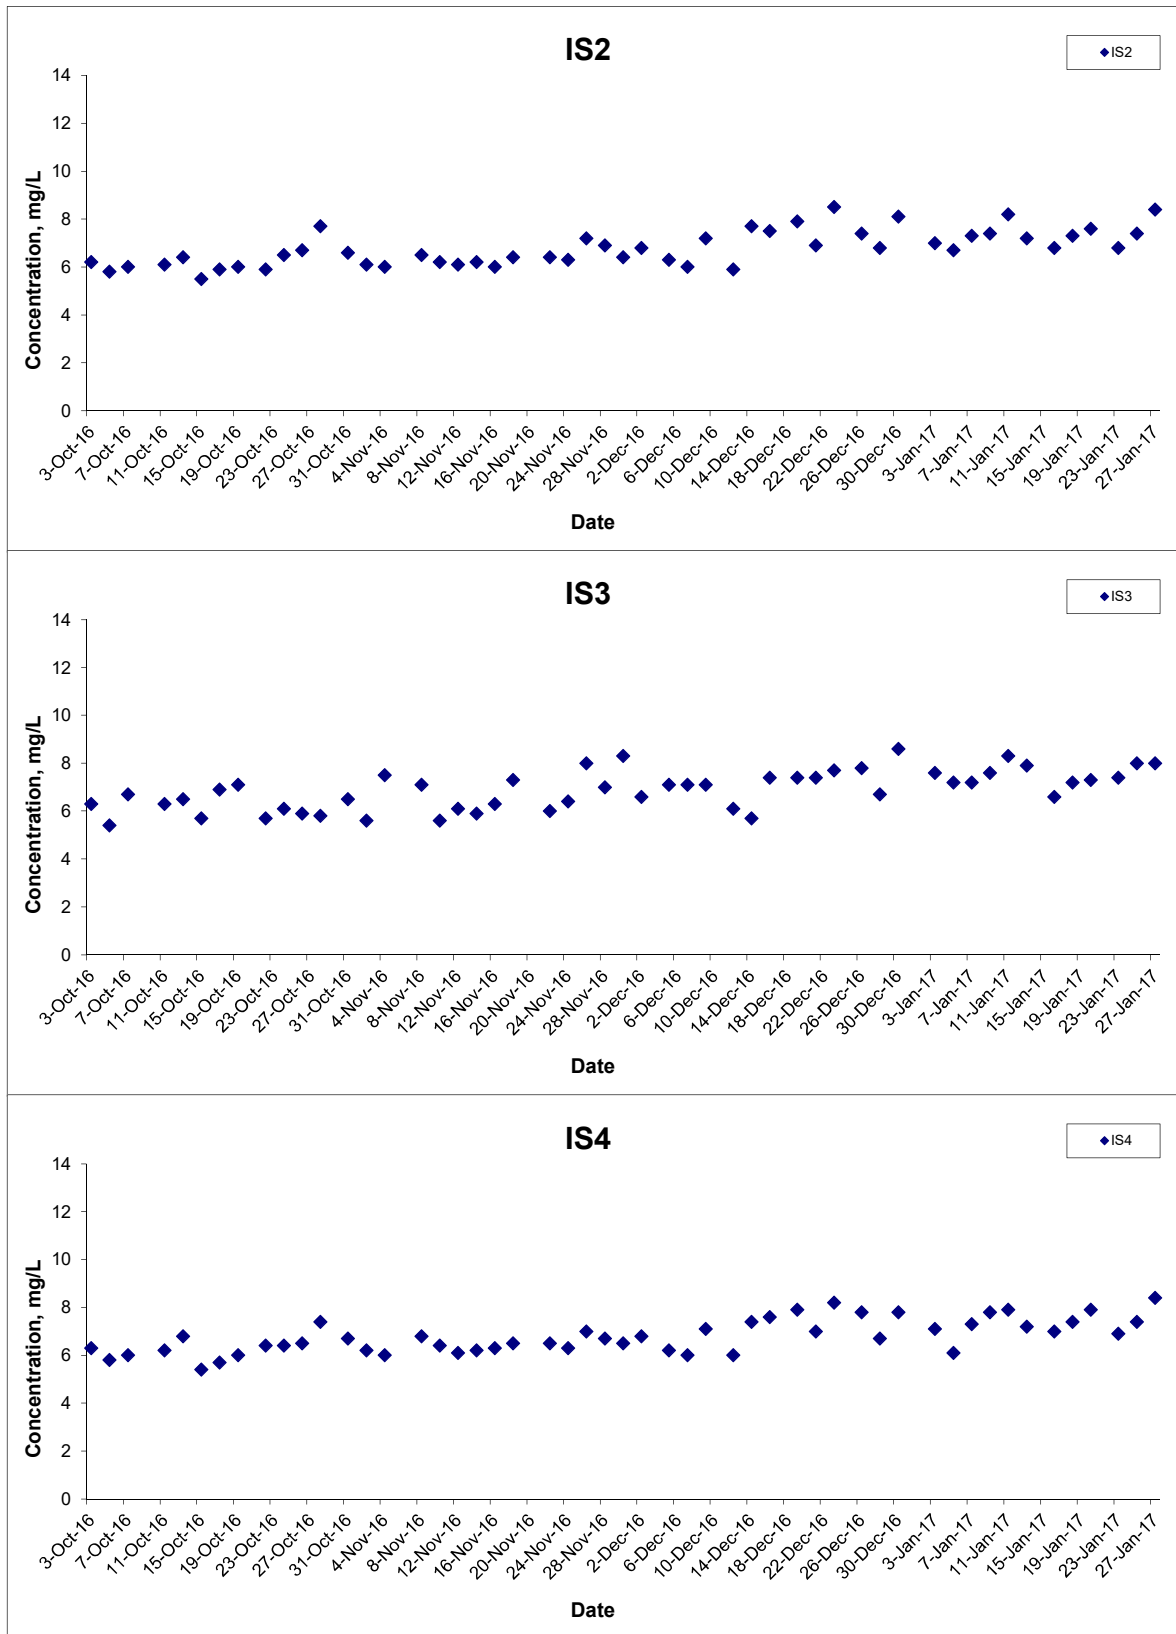 IS2
IS2
14
12
10
8
6
4
2
0
Concentration, mg/L
3-Oct-16
7-Oct-16
11-Oct-16
15-Oct-16
19-Oct-16
23-Oct-16
27-Oct-16
31-Oct-16
4-Nov-16
8-Nov-16
12-Nov-16
16-Nov-16
20-Nov-16
24-Nov-16
28-Nov-16
2-Dec-16
6-Dec-16
10-Dec-16
14-Dec-16
18-Dec-16
22-Dec-16
26-Dec-16
30-Dec-16
3-Jan-17
7-Jan-17
11-Jan-17
15-Jan-17
19-Jan-17
23-Jan-17
27-Jan-17
Date
IS3
IS3
14
12
10
8
6
4
2
0
Concentration, mg/L
3-Oct-16
7-Oct-16
11-Oct-16
15-Oct-16
19-Oct-16
23-Oct-16
27-Oct-16
31-Oct-16
4-Nov-16
8-Nov-16
12-Nov-16
16-Nov-16
20-Nov-16
24-Nov-16
28-Nov-16
2-Dec-16
6-Dec-16
10-Dec-16
14-Dec-16
18-Dec-16
22-Dec-16
26-Dec-16
30-Dec-16
3-Jan-17
7-Jan-17
11-Jan-17
15-Jan-17
19-Jan-17
23-Jan-17
27-Jan-17
Date
IS4
IS4
14
12
10
8
6
4
2
0
Concentration, mg/L
3-Oct-16
7-Oct-16
11-Oct-16
15-Oct-16
19-Oct-16
23-Oct-16
27-Oct-16
31-Oct-16
4-Nov-16
8-Nov-16
12-Nov-16
16-Nov-16
20-Nov-16
24-Nov-16
28-Nov-16
2-Dec-16
6-Dec-16
10-Dec-16
14-Dec-16
18-Dec-16
22-Dec-16
26-Dec-16
30-Dec-16
3-Jan-17
7-Jan-17
11-Jan-17
15-Jan-17
19-Jan-17
23-Jan-17
27-Jan-17
Date